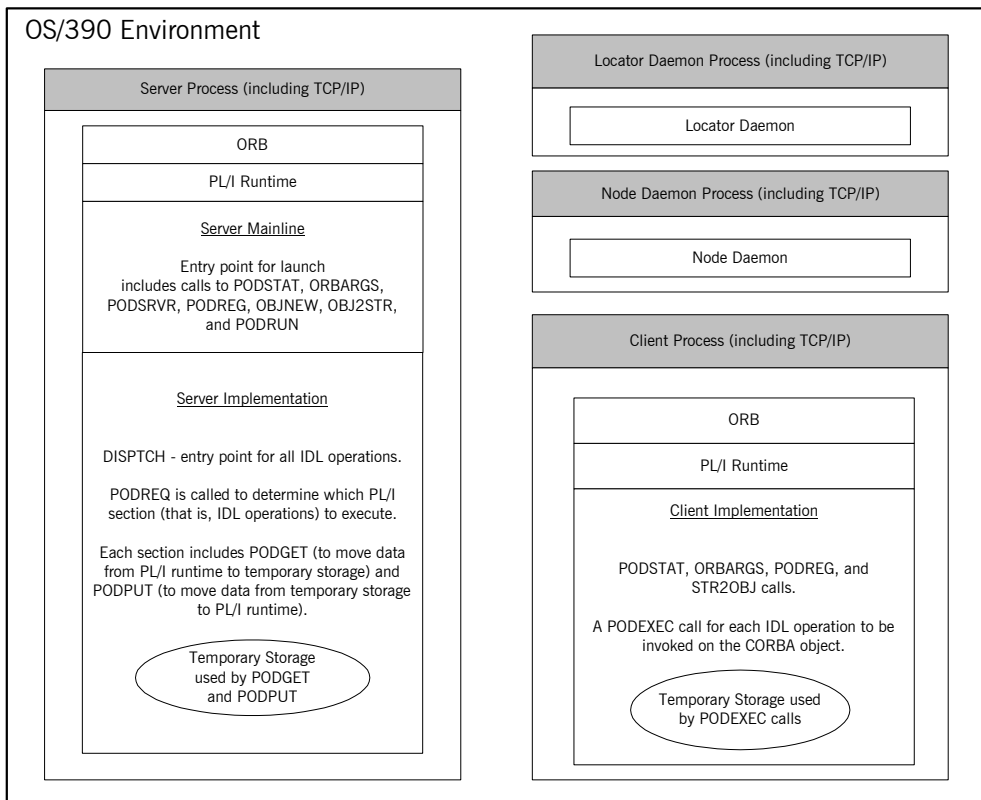 OS/390 Environment
Server Process (including TCP/IP)
ORB
PL/I Runtime
Server Mainline
Entry point for launch
includes calls to PODSTAT, ORBARGS,
PODSRVR, PODREG, OBJNEW, OBJ2STR,
and PODRUN
Server Implementation
DISPTCH - entry point for all IDL operations.
PODREQ is called to determine which PL/I
section (that is, IDL operations) to execute.
Each section includes PODGET (to move data
from PL/I runtime to temporary storage) and
PODPUT (to move data from temporary storage
to PL/I runtime).
Temporary Storage
used by PODGET
and PODPUT
Locator Daemon Process (including TCP/IP)
Locator Daemon
Node Daemon Process (including TCP/IP)
Node Daemon
Client Process (including TCP/IP)
ORB
PL/I Runtime
Client Implementation
PODSTAT, ORBARGS, PODREG, and
STR2OBJ calls.
A PODEXEC call for each IDL operation to be
invoked on the CORBA object.
Temporary Storage used
by PODEXEC calls